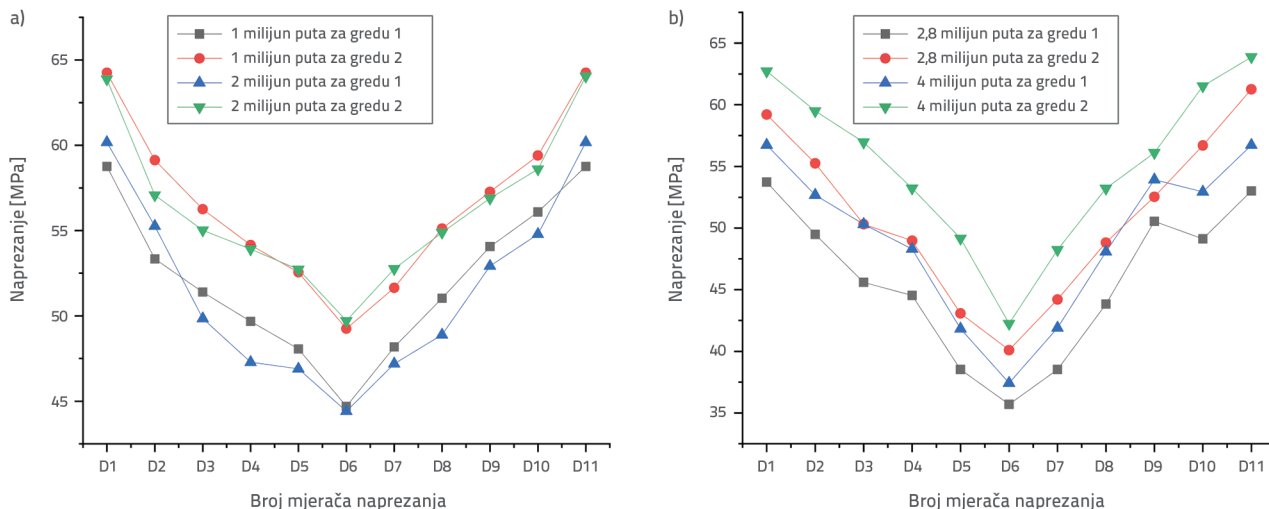 a)
1 milijun puta za gredu 1
1 milijun puta za gredu 2
2 milijun puta za gredu 1
2 milijun puta za gredu 2
65
60
55
50
45
Naprezanje [MPa]
D1 D2 D3 D4 D5 D6 D7 D8 D9 D10 D11
Broj mjerača naprezanja
b)
2,8 milijun puta za gredu 1
2,8 milijun puta za gredu 2
4 milijun puta za gredu 1
4 milijun puta za gredu 2
65
60
55
50
45
40
35
Naprezanje [MPa]
D1 D2 D3 D4 D5 D6 D7 D8 D9 D10 D11
Broj mjerača naprezanja